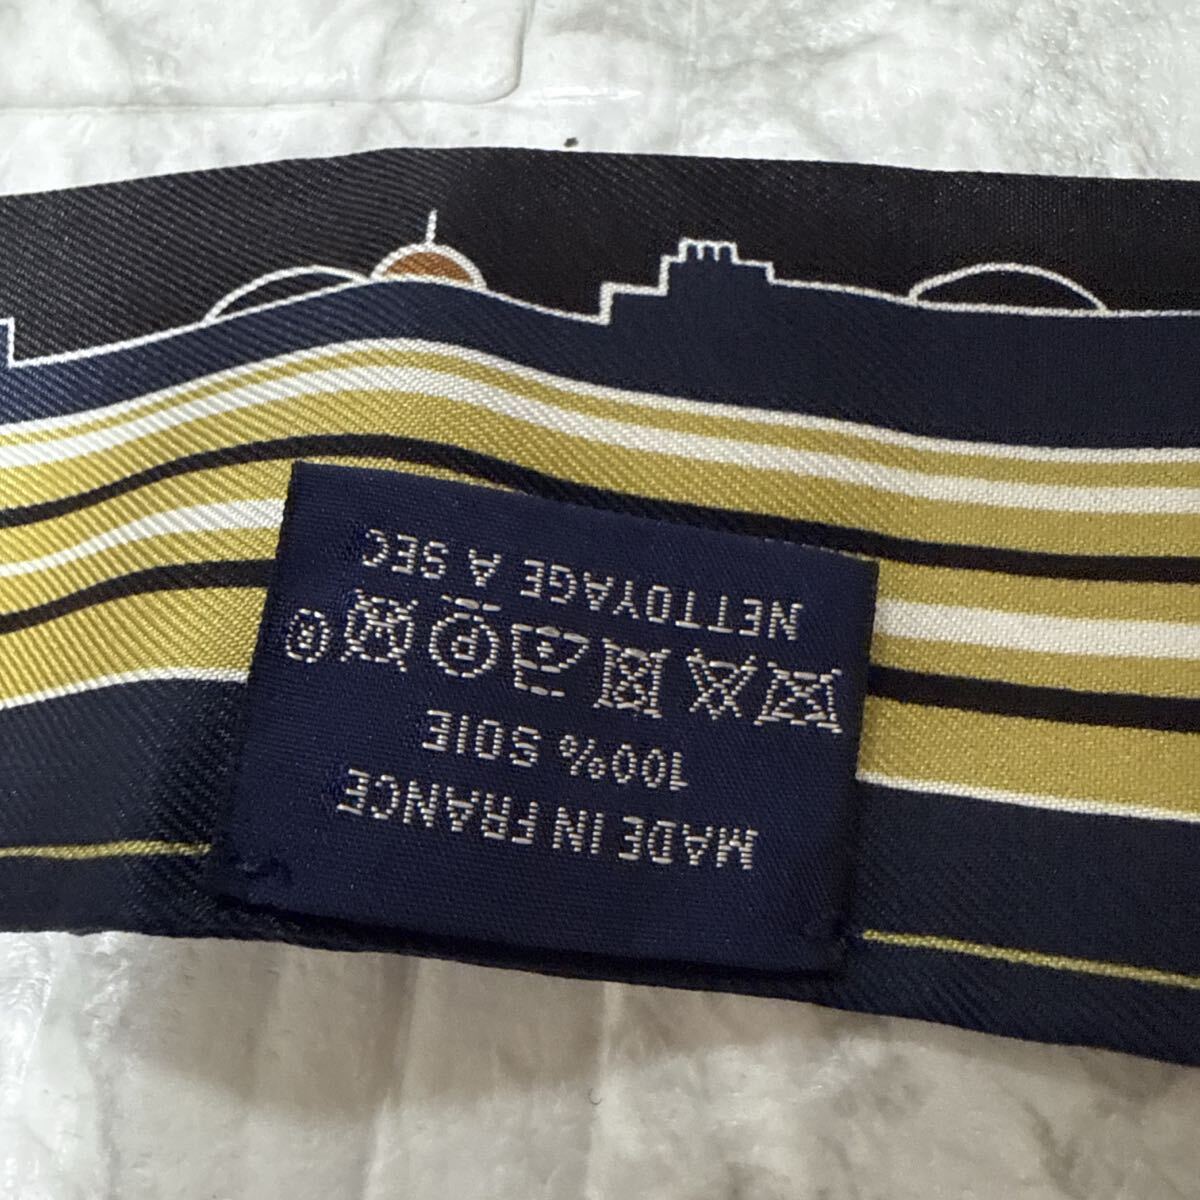 MADE IN FRANCE
100% SOIE
P ®
NETTOYAGE A SEC